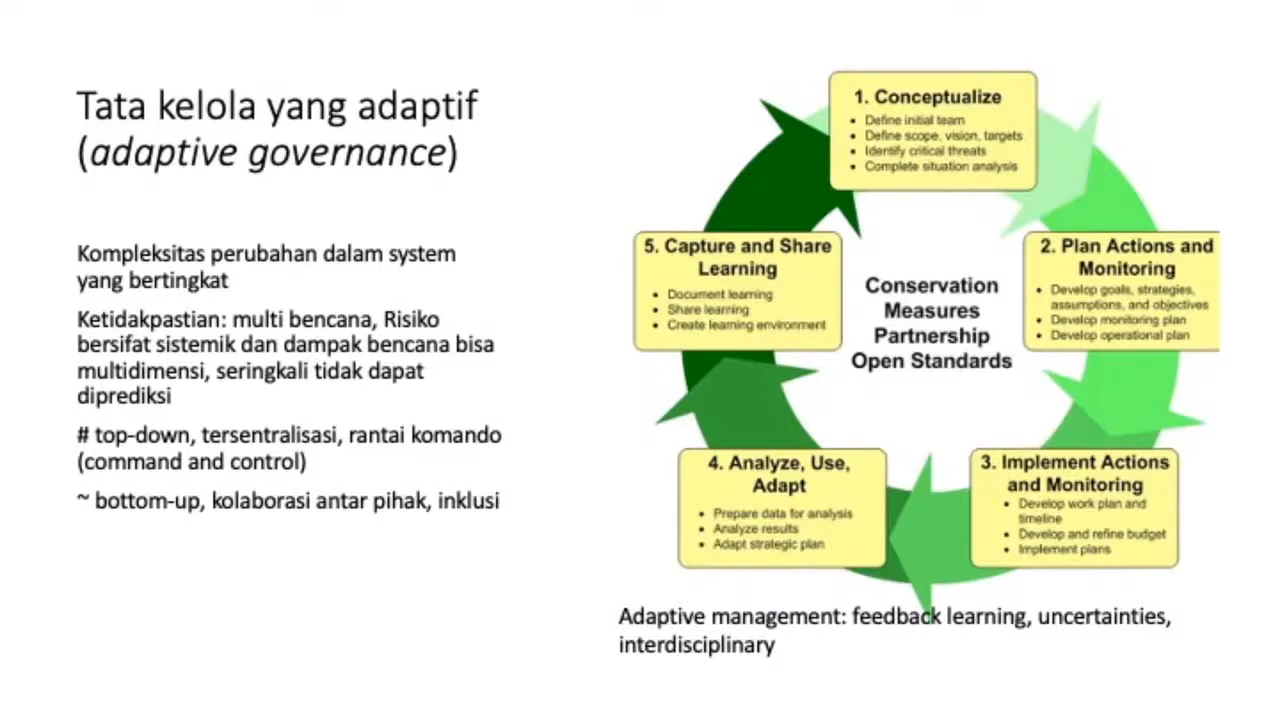 Tata kelola yang adaptif
(adaptive governance)
Kompleksitas perubahan dalam system
yang bertingkat
Ketidakpastian: multi bencana, Risiko
bersifat sistemik dan dampak bencana bisa
multidimensi, seringkali tidak dapat
diprediksi
# top-down, tersentralisasi, rantai komando
(command and control)
~ bottom-up, kolaborasi antar pihak, inklusi
1. Conceptualize
• Define initial team
• Define scope, vision, targets
• Identify critical threats
• Complete situation analysis
2. Plan Actions and
Monitoring
• Develop goals, strategies,
assumptions, and objectives
• Develop monitoring plan
• Develop operational plan
3. Implement Actions
and Monitoring
• Develop work plan and
timeline
• Develop and refine budget
• Implement plans
4. Analyze, Use,
Adapt
• Prepare data for analysis
• Analyze results
• Adapt strategic plan
5. Capture and Share
Learning
• Document learning
• Share learning
• Create learning environment
Conservation
Measures
Partnership
Open Standards
Adaptive management: feedback learning, uncertainties,
interdisciplinary